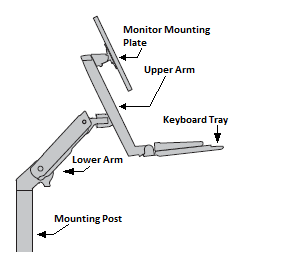 Monitor Mounting
Plate
Upper Arm
Keyboard Tray
Lower Arm
Mounting Post